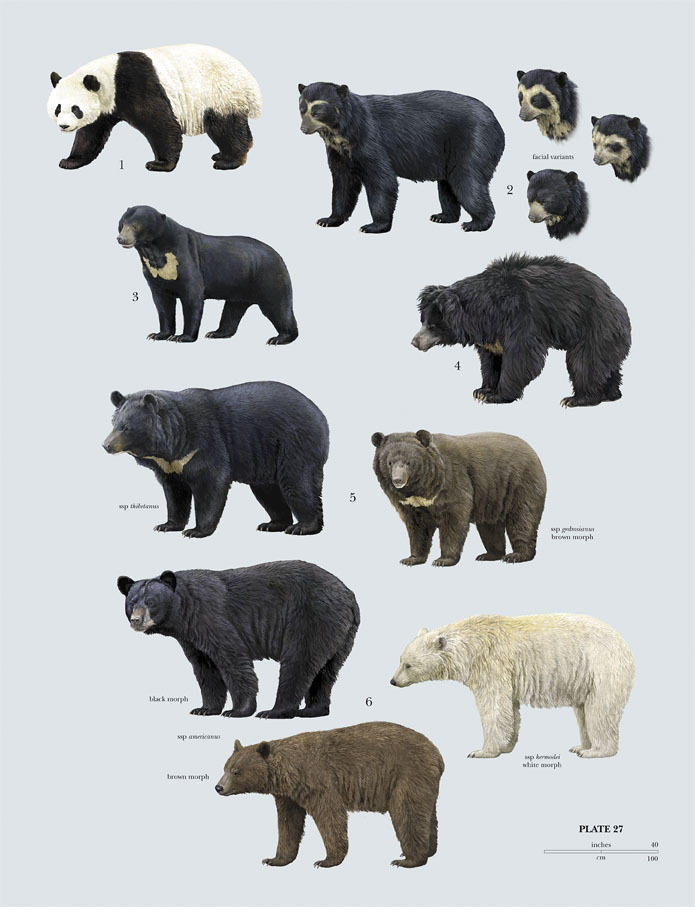 1
facial variants
2
3
4
ssp thibetanus
5
ssp gedrosianus
brown morph
black morph
6
ssp americanus
ssp kermodei
white morph
brown morph
PLATE 27
inches 40
cm 100